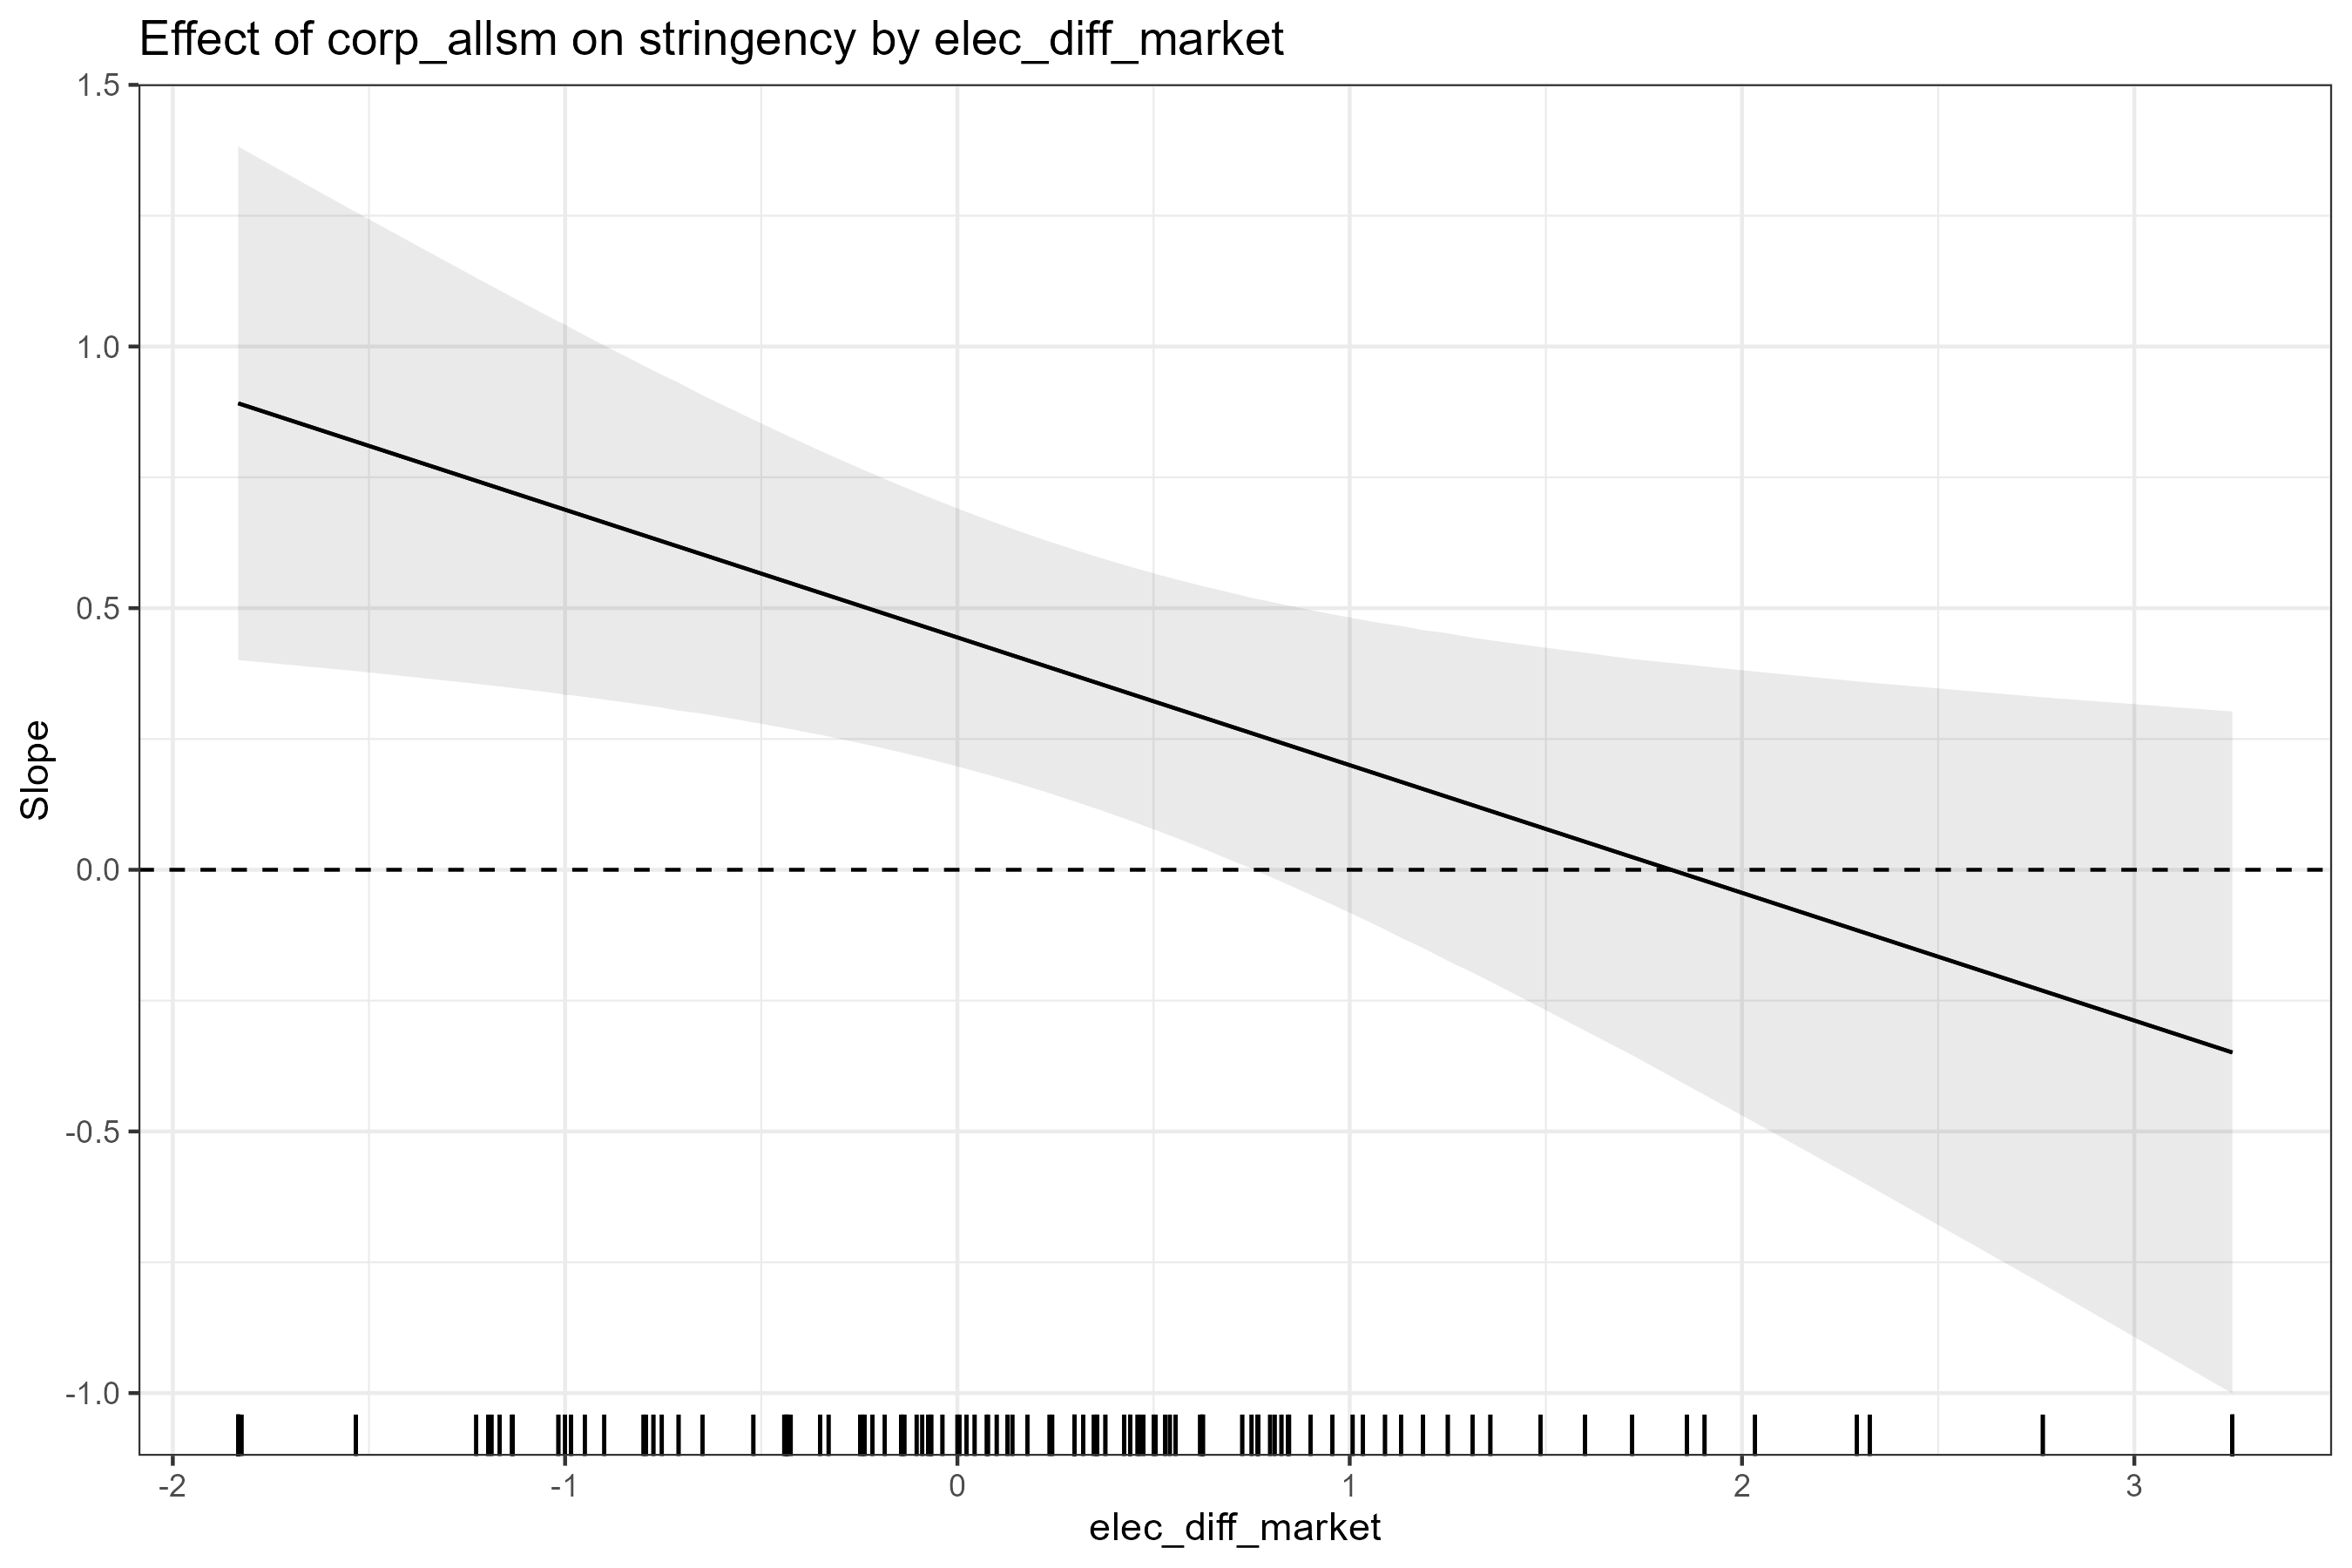 Effect of corp_allsm on stringency by elec_diff_market
1.5
1.0
0.5
0.0
-0.5
-1.0
Slope
-2 -1 0 1 2 3
elec_diff_market